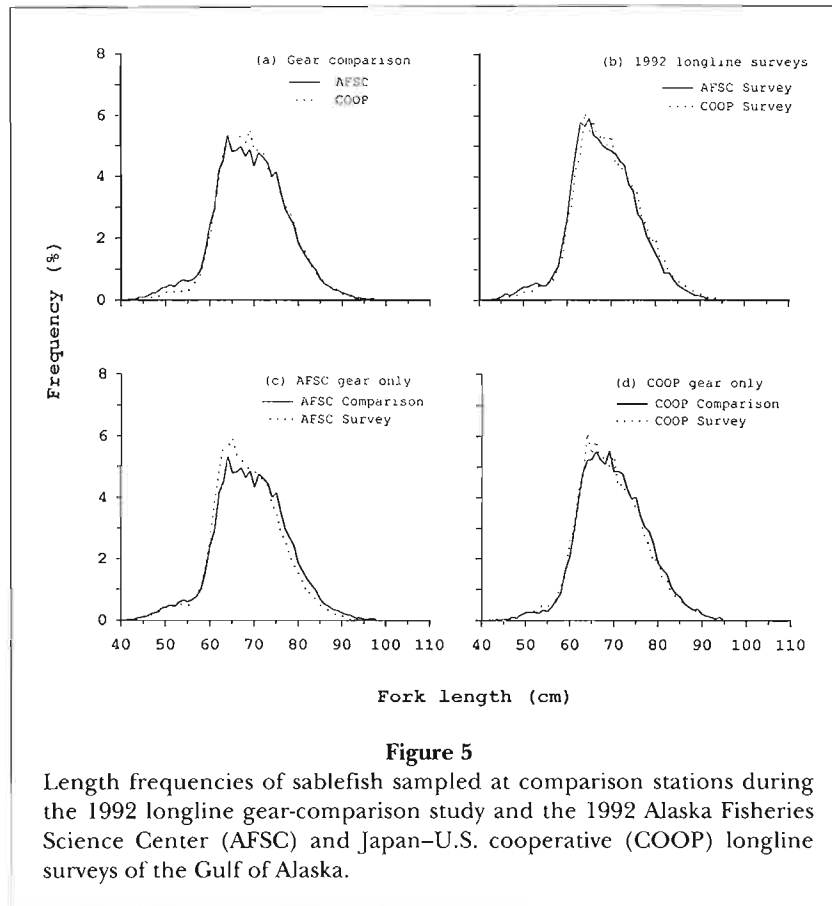 (a) Gear comparison
AFSC
COOP
(b) 1992 longline surveys
AFSC Survey
COOP Survey
8
6
4
2
0
(c) AFSC gear only
AFSC Comparison
AFSC Survey
(d) COOP gear only
COOP Comparison
COOP Survey
8
6
4
2
0
Frequency (%)
40 50 60 70 80 90 100 110
40 50 60 70 80 90 100 110
Fork length (cm)
Figure 5
Length frequencies of sablefish sampled at comparison stations during
the 1992 longline gear-comparison study and the 1992 Alaska Fisheries
Science Center (AFSC) and Japan–U.S. cooperative (COOP) longline
surveys of the Gulf of Alaska.